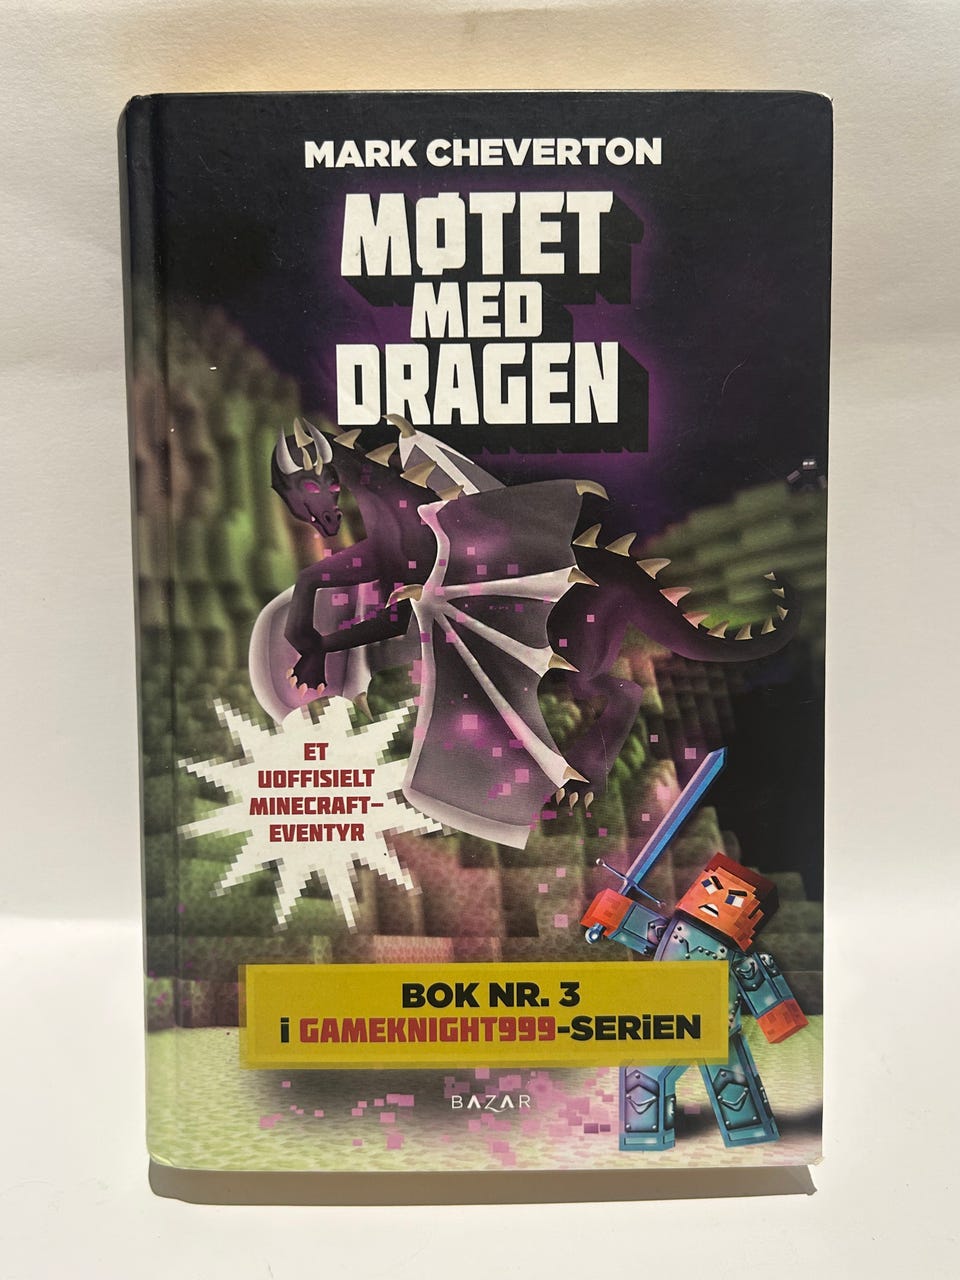 MARK CHEVERTON
MØTET
MED
DRAGEN
ET
UOFFISIELT
MINECRAFT-
EVENTYR
BOK NR. 3
i GAMEKNIGHT999-SERiEN
BAZAR